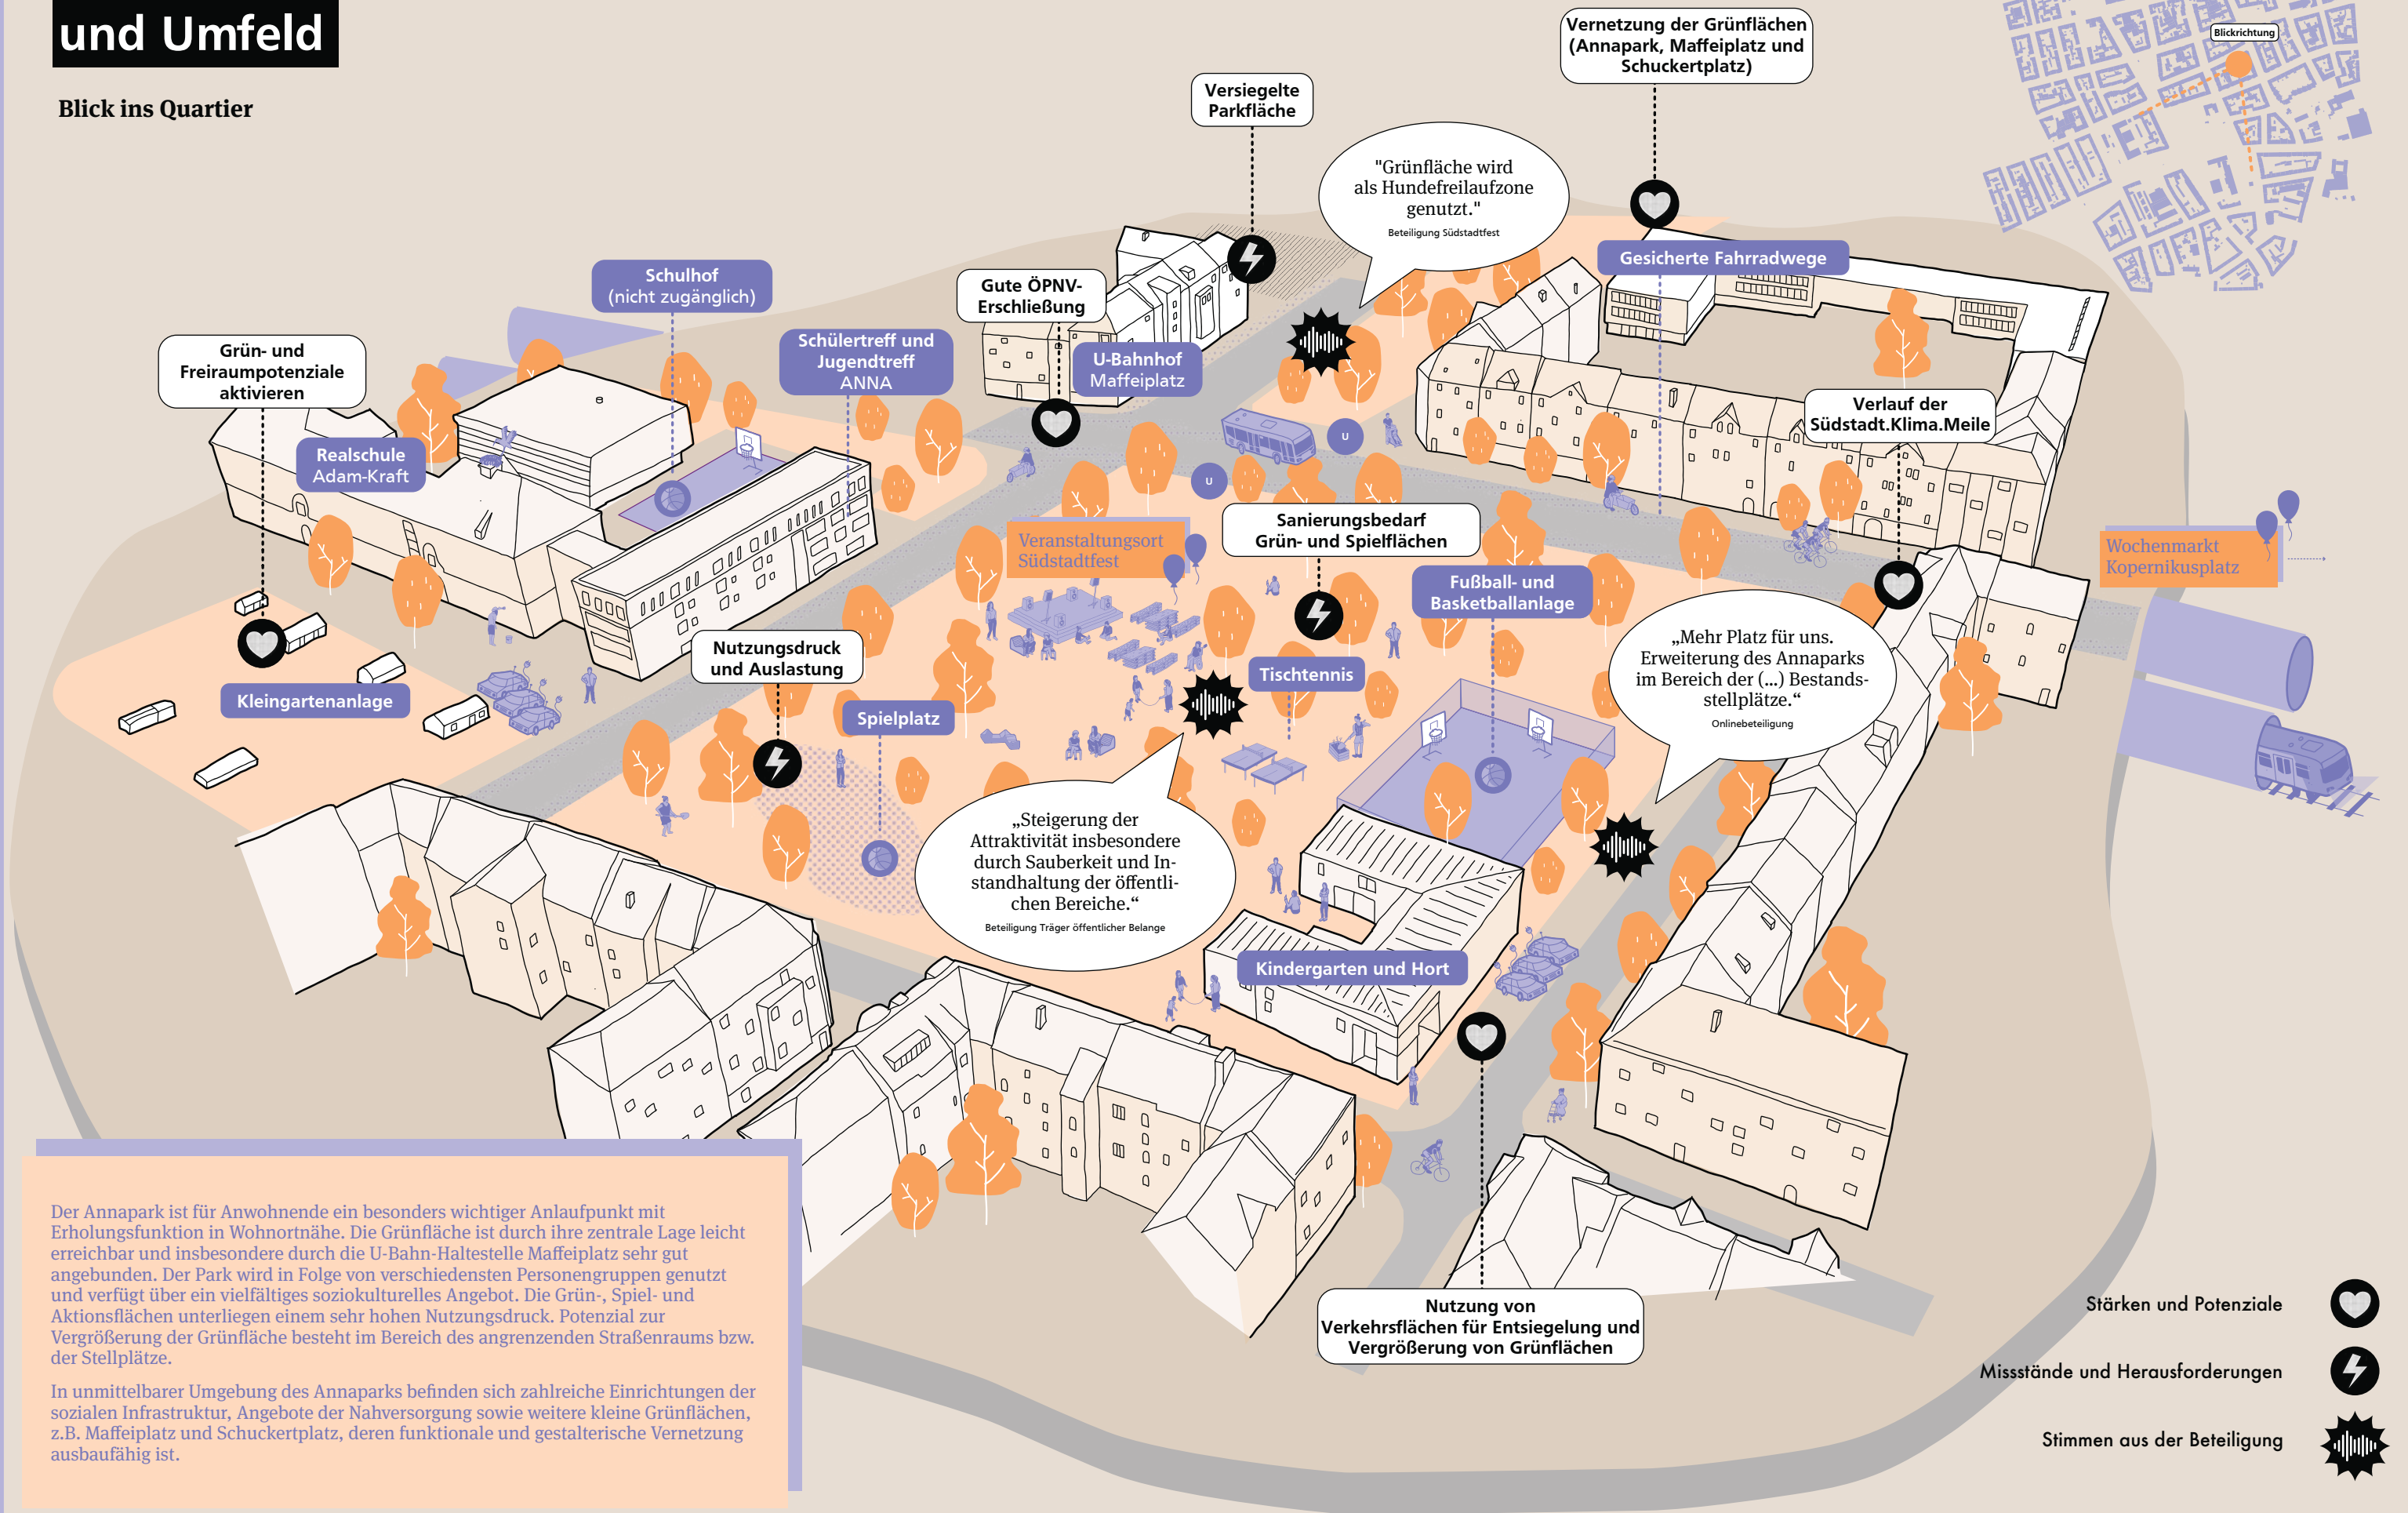 und Umfeld
Blick ins Quartier
Vernetzung der Grünflächen
(Annapark, Maffeiplatz und
Schuckertplatz)
Blickrichtung
Versiegelte
Parkfläche
"Grünfläche wird
als Hundefreilaufzone
genutzt."
Beteiligung Südstadtfest
Gesicherte Fahrradwege
Schulhof
(nicht zugänglich)
Gute ÖPNV-
Erschließung
Schülertreff und
Jugendtreff
ANNA
U-Bahnhof
Maffeiplatz
Grün- und
Freiraumpotenziale
aktivieren
Verlauf der
Südstadt.Klima.Meile
Realschule
Adam-Kraft
U
U
Sanierungsbedarf
Grün- und Spielflächen
Veranstaltungsort
Südstadtfest
Wochenmarkt
Kopernikusplatz
Fußball- und
Basketballanlage
Nutzungsdruck
und Auslastung
„Mehr Platz für uns.
Erweiterung des Annaparks
im Bereich der (...) Bestands-
stellplätze.“
Onlinebeteiligung
Tischtennis
Kleingartenanlage
Spielplatz
„Steigerung der
Attraktivität insbesondere
durch Sauberkeit und In-
standhaltung der öffentli-
chen Bereiche.“
Beteiligung Träger öffentlicher Belange
Kindergarten und Hort
Der Annapark ist für Anwohnende ein besonders wichtiger Anlaufpunkt mit
Erholungsfunktion in Wohnortnähe. Die Grünfläche ist durch ihre zentrale Lage leicht
erreichbar und insbesondere durch die U-Bahn-Haltestelle Maffeiplatz sehr gut
angebunden. Der Park wird in Folge von verschiedensten Personengruppen genutzt
und verfügt über ein vielfältiges soziokulturelles Angebot. Die Grün-, Spiel- und
Aktionsflächen unterliegen einem sehr hohen Nutzungsdruck. Potenzial zur
Vergrößerung der Grünfläche besteht im Bereich des angrenzenden Straßenraums bzw.
der Stellplätze.
In unmittelbarer Umgebung des Annaparks befinden sich zahlreiche Einrichtungen der
sozialen Infrastruktur, Angebote der Nahversorgung sowie weitere kleine Grünflächen,
z.B. Maffeiplatz und Schuckertplatz, deren funktionale und gestalterische Vernetzung
ausbaufähig ist.
Nutzung von
Verkehrsflächen für Entsiegelung und
Vergrößerung von Grünflächen
Stärken und Potenziale
Missstände und Herausforderungen
Stimmen aus der Beteiligung